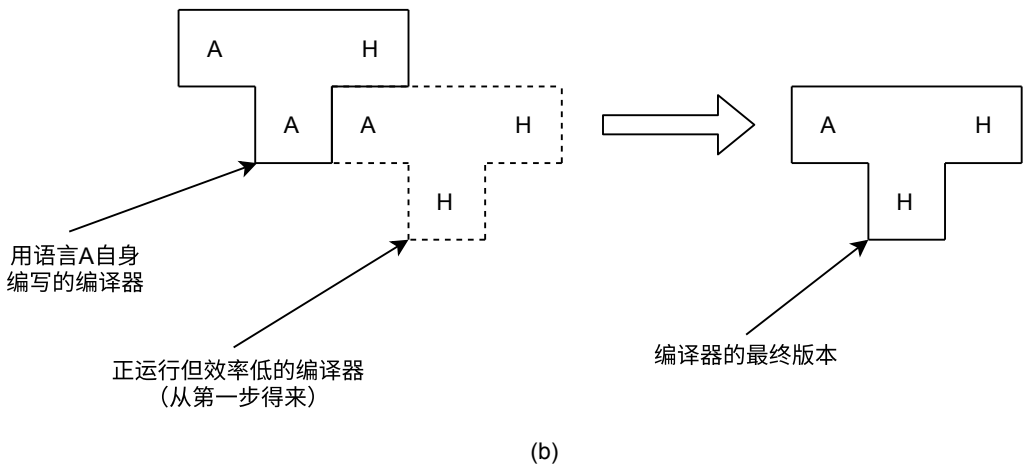 A H
A A H
A H
H
H
用语言A自身
编写的编译器
正运行但效率低的编译器
（从第一步得来）
编译器的最终版本
(b)